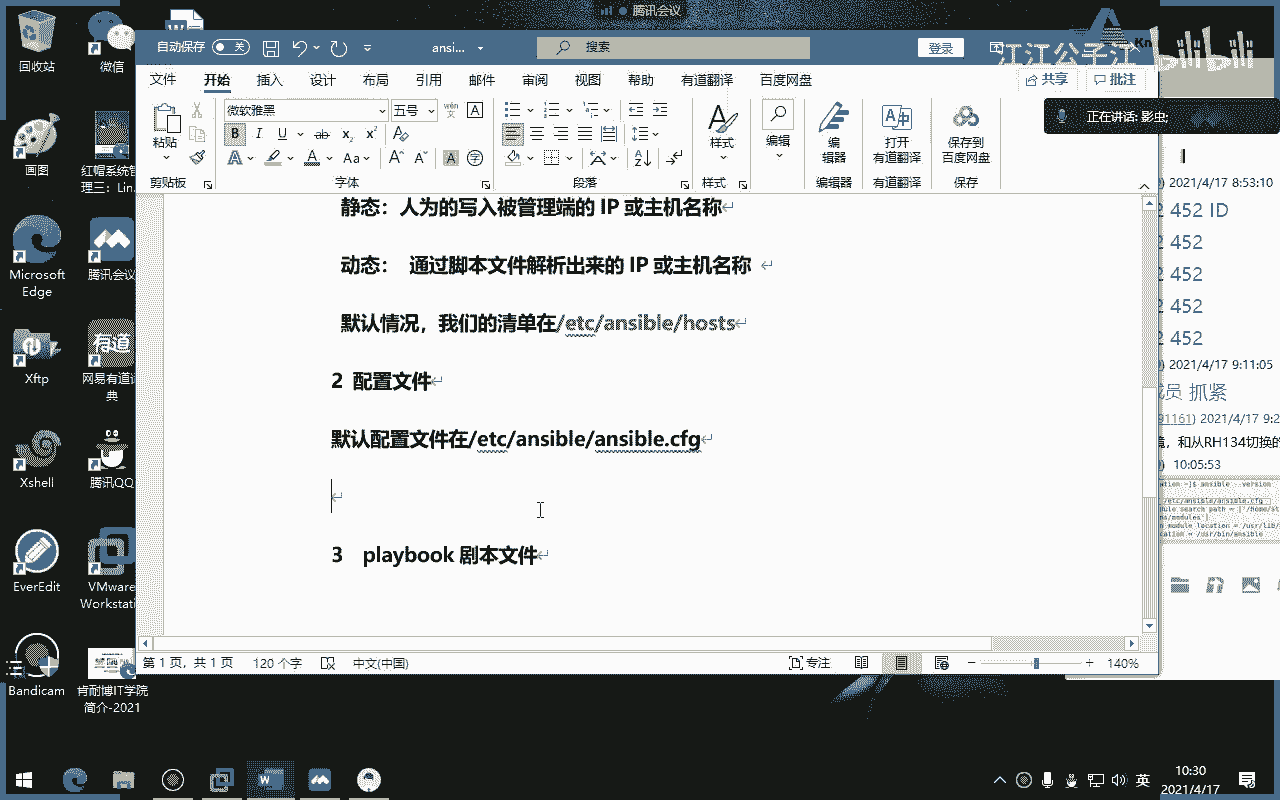 腾讯会议
自动保存 关
ansi...
搜索
登录
江江公子江
bilibili
文件 开始 插入 设计 布局 引用 邮件 审阅 视图 帮助 有道翻译 百度网盘
共享 批注
微软雅黑 五号
粘贴
样式
编辑
编辑器
打开有道翻译
保存到百度网盘
剪贴板 字体 段落 样式 编辑器 有道翻译 保存
正在讲话: 影虫;
静态：人为的写入被管理端的 IP 或主机名称
动态： 通过脚本文件解析出来的 IP 或主机名称
默认情况，我们的清单在/etc/ansible/hosts
2 配置文件
默认配置文件在/etc/ansible/ansible.cfg
3 playbook 剧本文件
第 1 页，共 1 页 120 个字 中文(中国)
专注
140%
2021/4/17 8:53:10
452 ID
452
452
452
452
2021/4/17 9:11:05
成员 抓紧
91161) 2021/4/17 9:2
，和从RH134切换的
10:05:53
回收站
微信
画图
红帽系统管理三：Lin...
Microsoft Edge
腾讯会议
Xftp
网易有道词典
Xshell
腾讯QQ
EverEdit
VMware Workstati
Bandicam
肯耐博IT学院简介-2021
英
10:30
2021/4/17